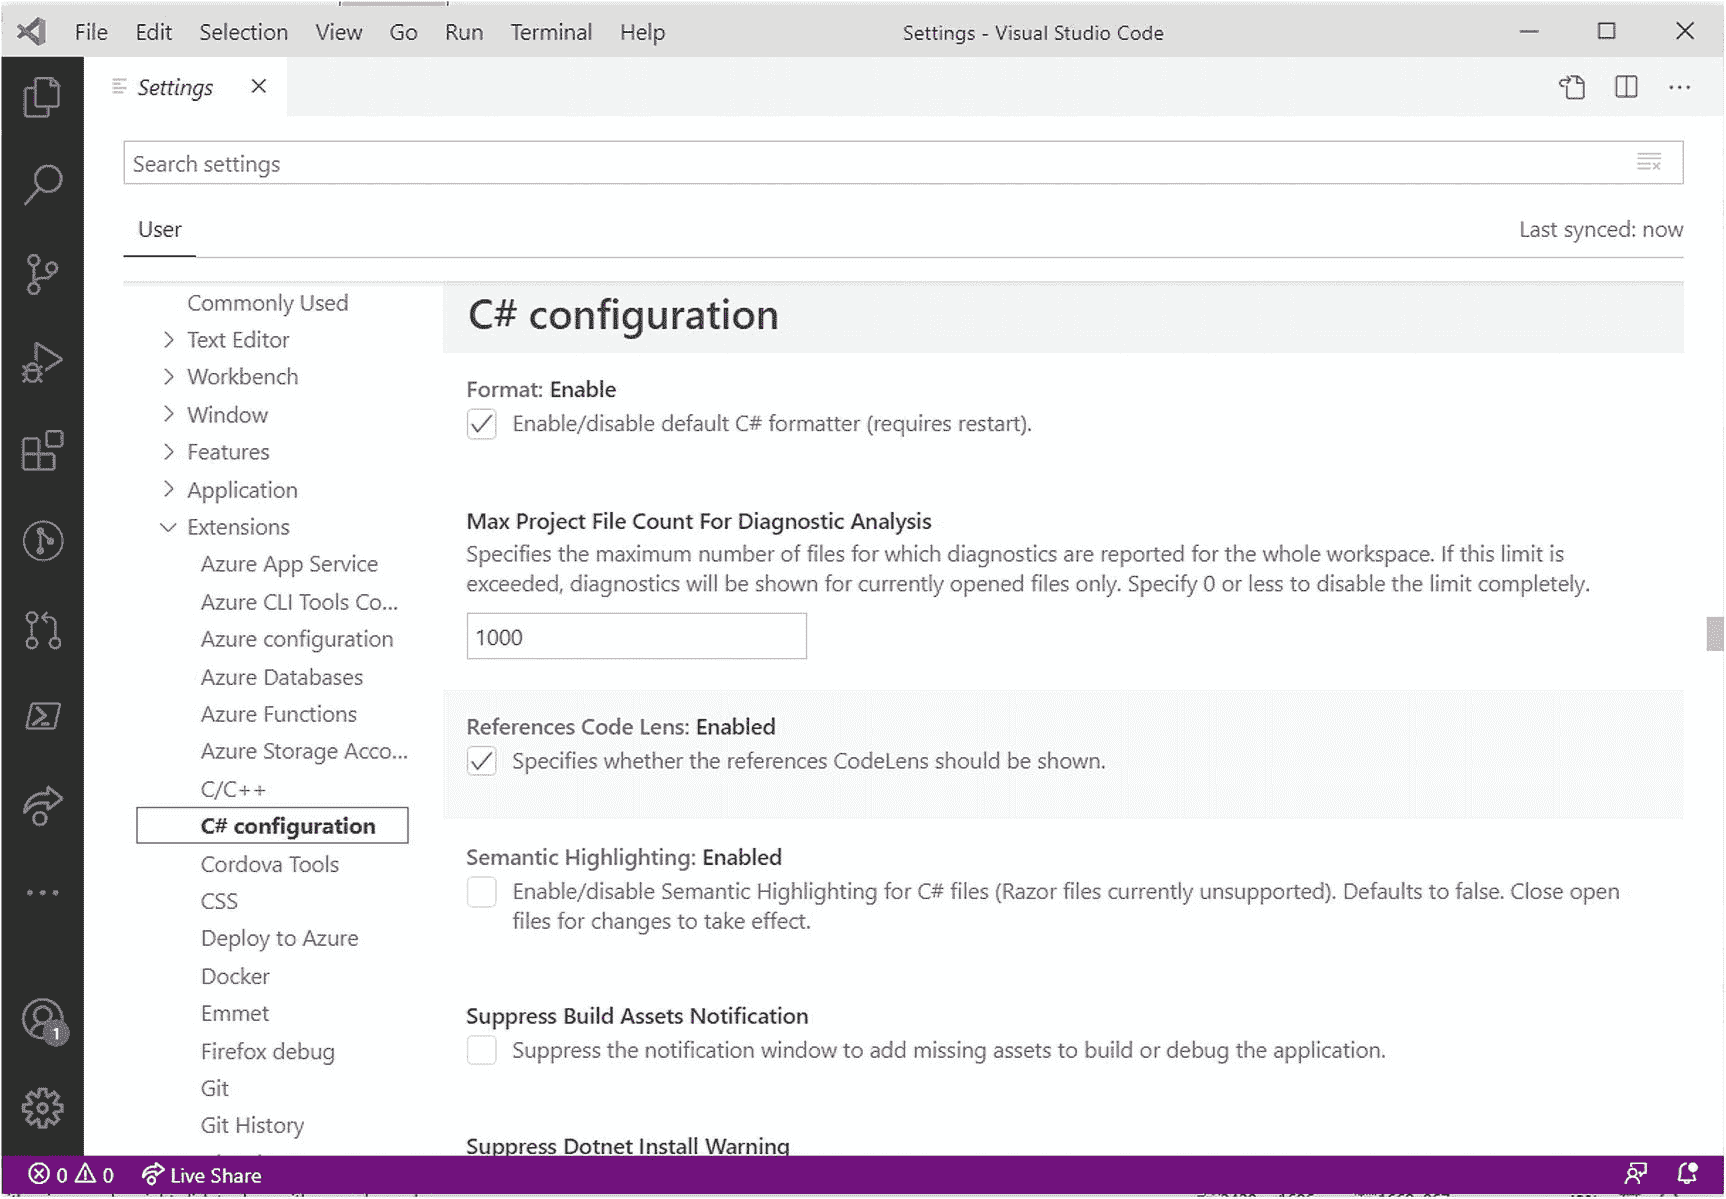 File Edit Selection View Go Run Terminal Help Settings - Visual Studio Code
Settings
Search settings
User Last synced: now
Commonly Used
Text Editor
Workbench
Window
Features
Application
Extensions
Azure App Service
Azure CLI Tools Co...
Azure configuration
Azure Databases
Azure Functions
Azure Storage Acco...
C/C++
C# configuration
Cordova Tools
CSS
Deploy to Azure
Docker
Emmet
Firefox debug
Git
Git History
C# configuration
Format: Enable
Enable/disable default C# formatter (requires restart).
Max Project File Count For Diagnostic Analysis
Specifies the maximum number of files for which diagnostics are reported for the whole workspace. If this limit is
exceeded, diagnostics will be shown for currently opened files only. Specify 0 or less to disable the limit completely.
1000
References Code Lens: Enabled
Specifies whether the references CodeLens should be shown.
Semantic Highlighting: Enabled
Enable/disable Semantic Highlighting for C# files (Razor files currently unsupported). Defaults to false. Close open
files for changes to take effect.
Suppress Build Assets Notification
Suppress the notification window to add missing assets to build or debug the application.
Suppress Dotnet Install Warning
1
0 0 Live Share